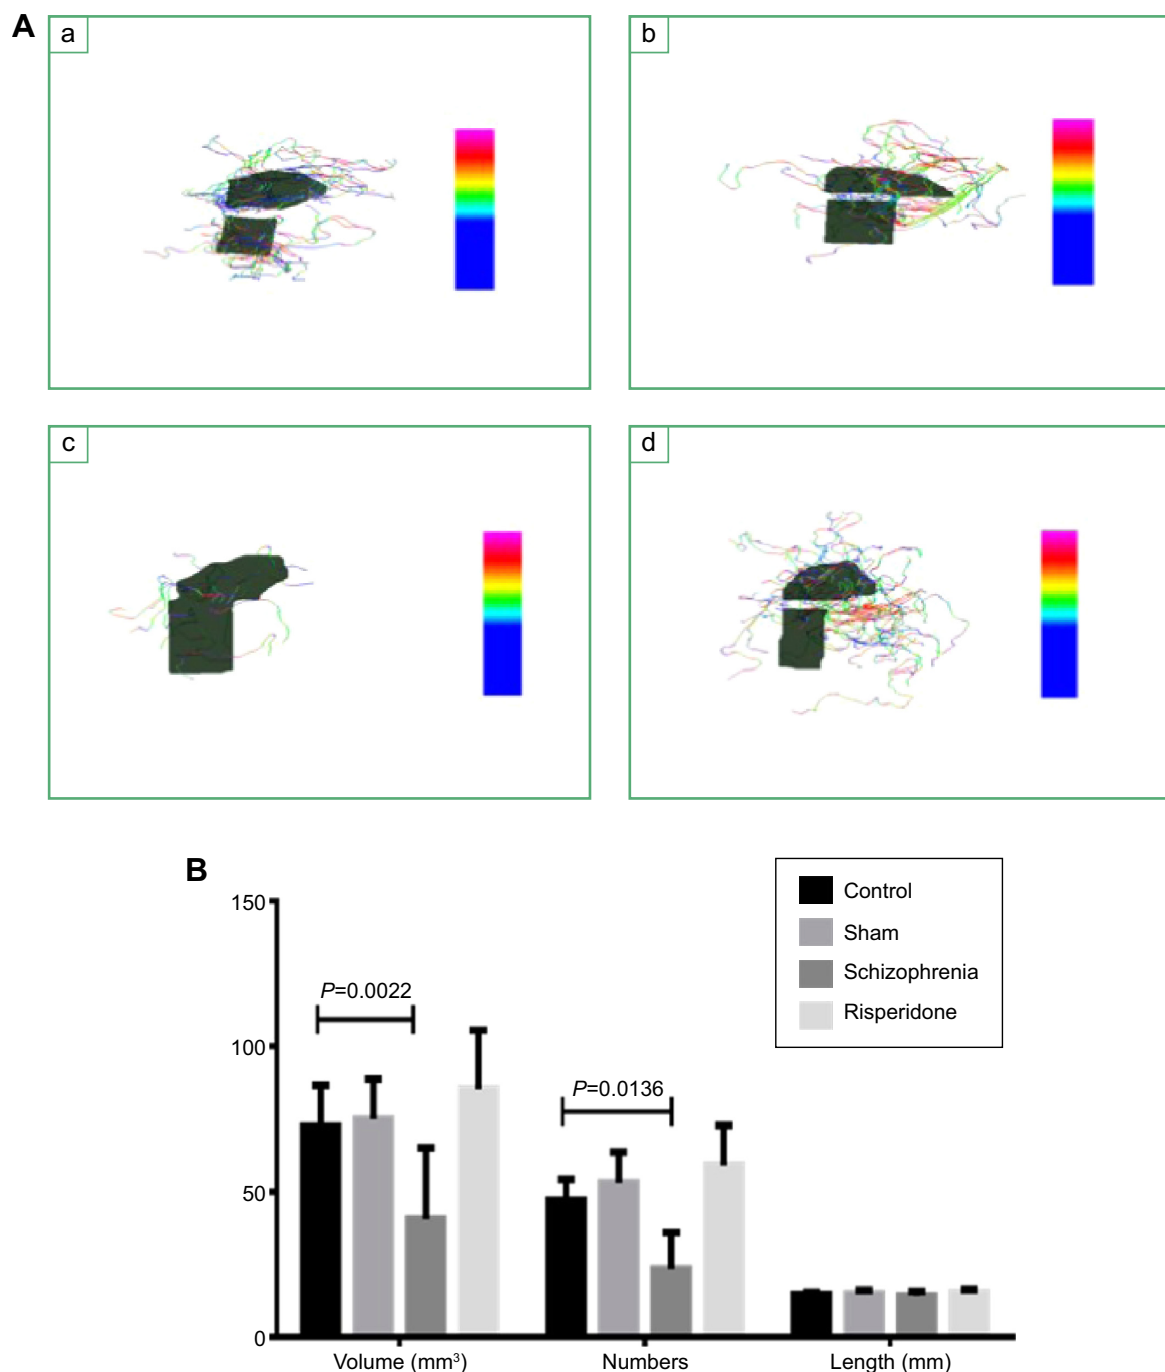 A
a
b
c
d
B
150
100
50
0
P=0.0022
P=0.0136
Control
Sham
Schizophrenia
Risperidone
Volume (mm³)
Numbers
Length (mm)